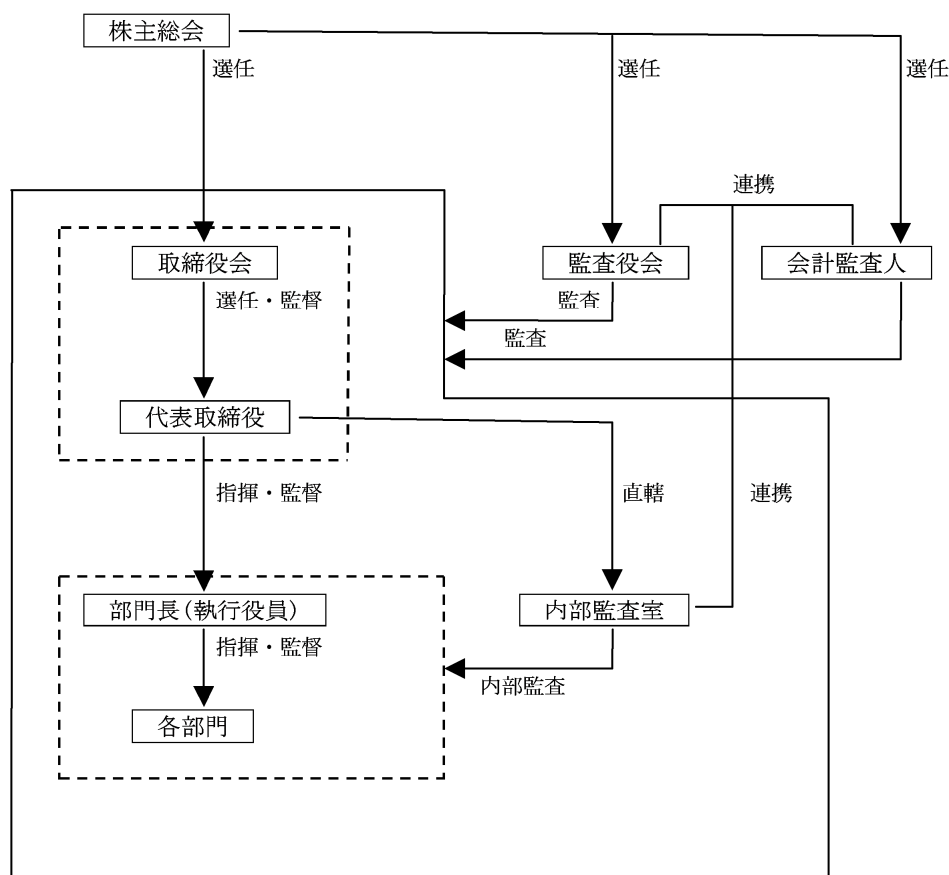 株主総会
選任
選任
選任
連携
取締役会
監査役会
会計監査人
選任・監督
監査
監査
代表取締役
指揮・監督
直轄
連携
部門長(執行役員)
内部監査室
指揮・監督
内部監査
各部門